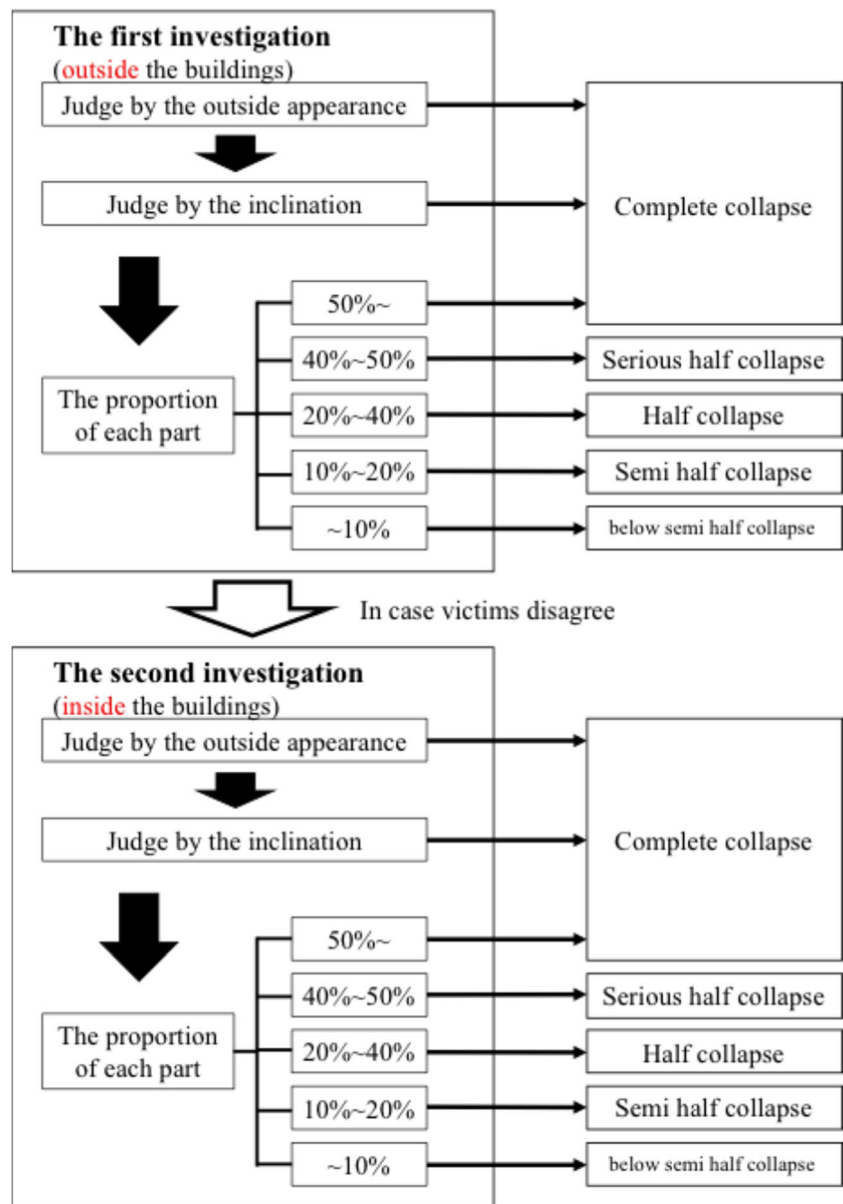 The first investigation
(outside the buildings)
Judge by the outside appearance
Judge by the inclination
Complete collapse
50%~
40%~50%
Serious half collapse
The proportion
of each part
20%~40%
Half collapse
10%~20%
Semi half collapse
~10%
below semi half collapse
In case victims disagree
The second investigation
(inside the buildings)
Judge by the outside appearance
Judge by the inclination
Complete collapse
50%~
40%~50%
Serious half collapse
The proportion
of each part
20%~40%
Half collapse
10%~20%
Semi half collapse
~10%
below semi half collapse